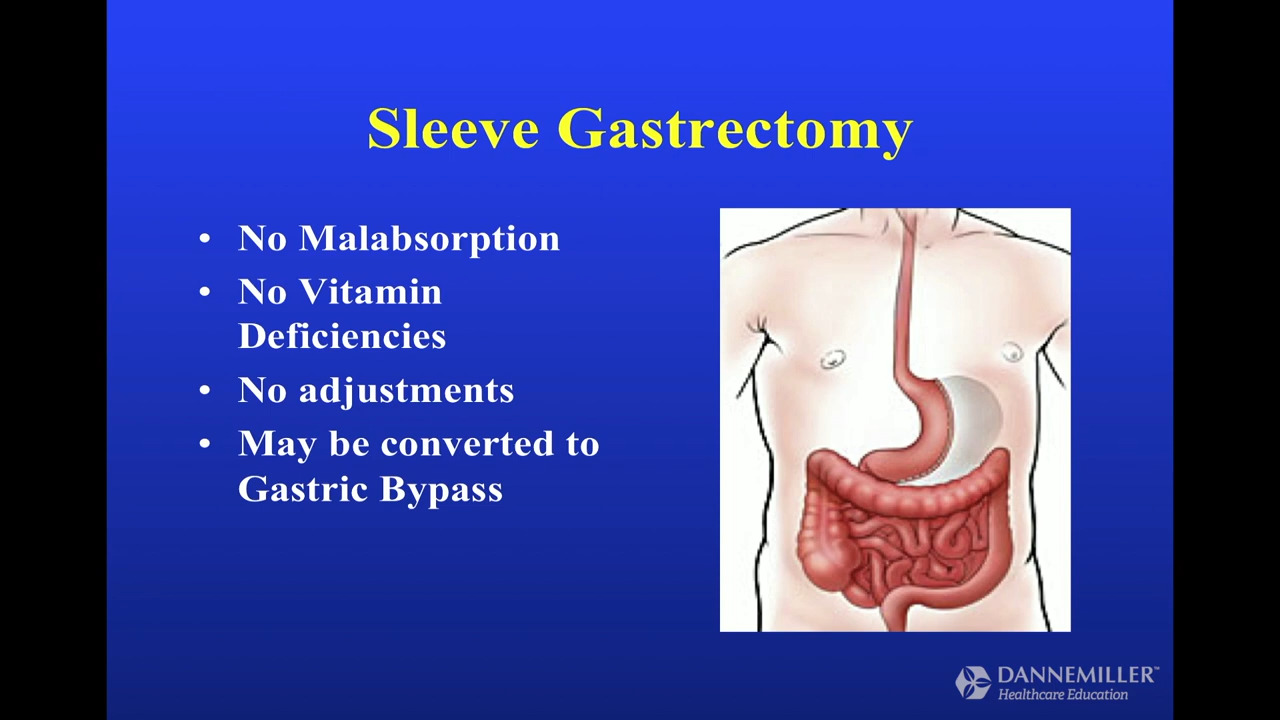 Sleeve Gastrectomy
• No Malabsorption
• No Vitamin
Deficiencies
• No adjustments
• May be converted to
Gastric Bypass
DANNEMILLER™
Healthcare Education